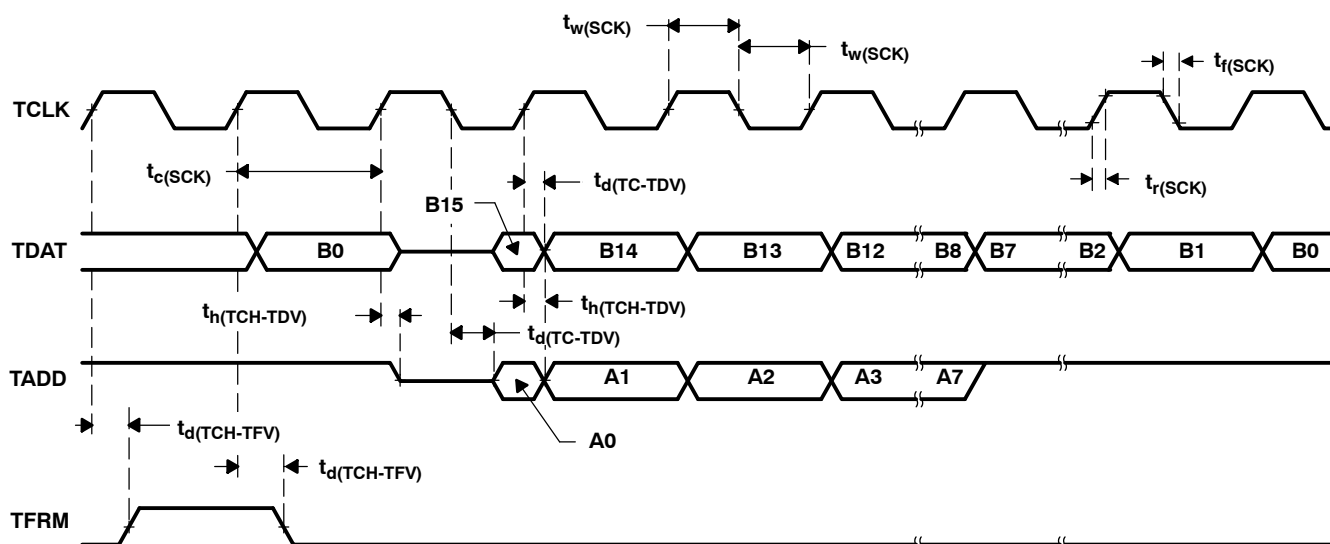 tw(SCK)
tw(SCK)
tf(SCK)
TCLK
tc(SCK)
td(TC-TDV)
tr(SCK)
B15
TDAT
B0 B14 B13 B12 B8 B7 B2 B1 B0
th(TCH-TDV)
th(TCH-TDV)
td(TC-TDV)
TADD
A1 A2 A3 A7
td(TCH-TFV)
A0
td(TCH-TFV)
TFRM